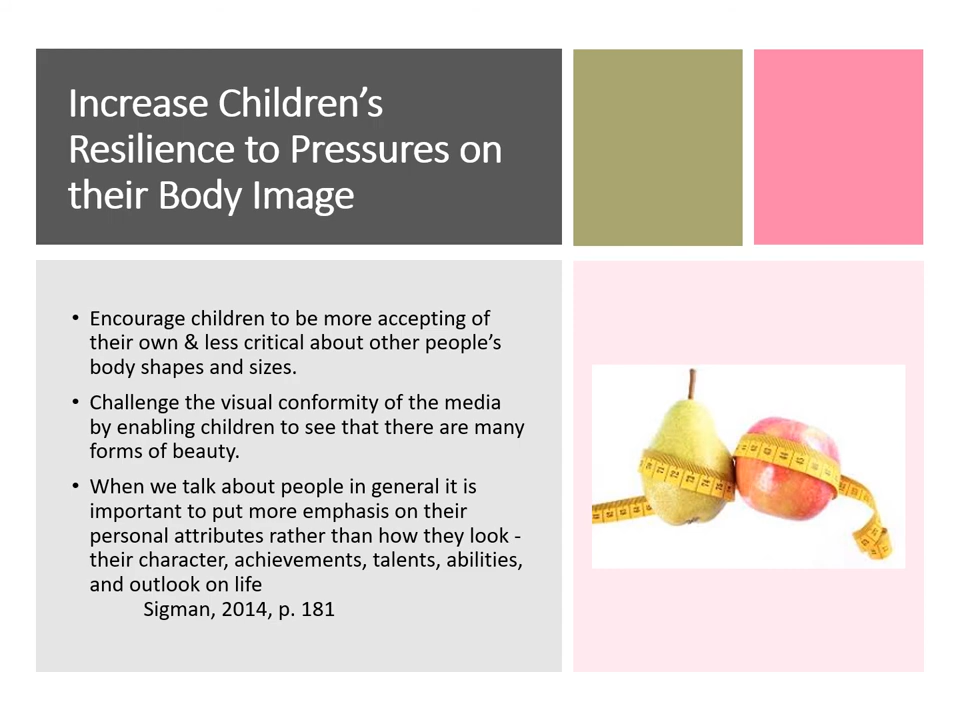 Increase Children’s
Resilience to Pressures on
their Body Image
• Encourage children to be more accepting of
their own & less critical about other people’s
body shapes and sizes.
• Challenge the visual conformity of the media
by enabling children to see that there are many
forms of beauty.
• When we talk about people in general it is
important to put more emphasis on their
personal attributes rather than how they look -
their character, achievements, talents, abilities,
and outlook on life
Sigman, 2014, p. 181